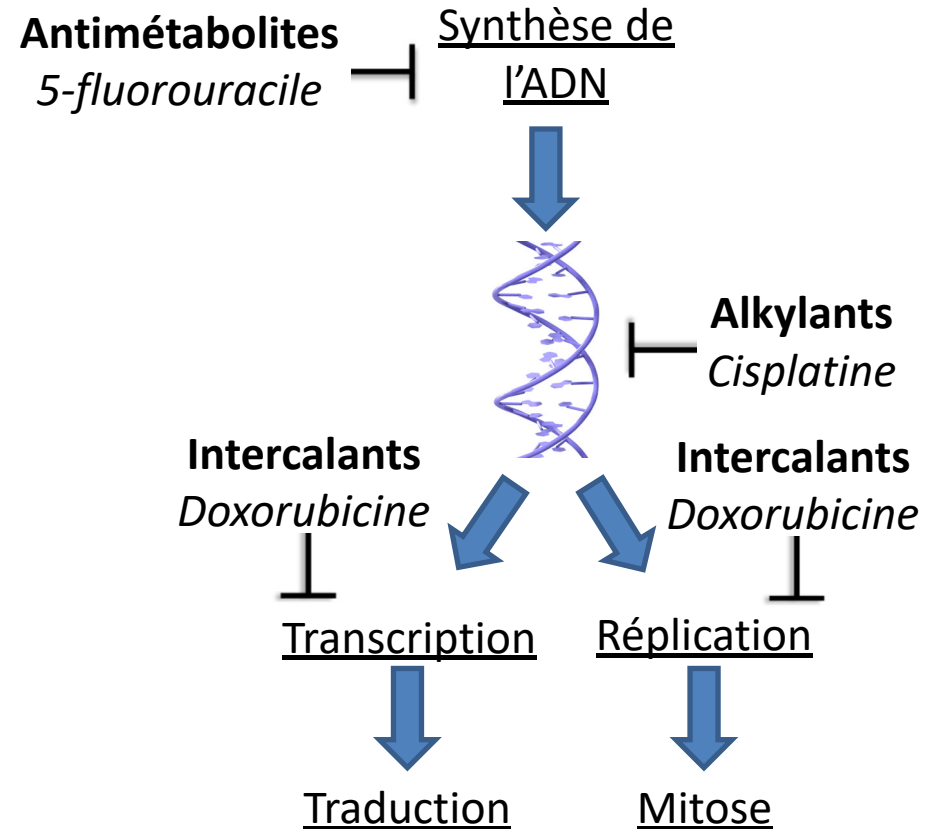 Antimétabolites
5-fluorouracile
Synthèse de
l’ADN
Alkylants
Cisplatine
Intercalants
Doxorubicine
Intercalants
Doxorubicine
Transcription
Réplication
Traduction
Mitose